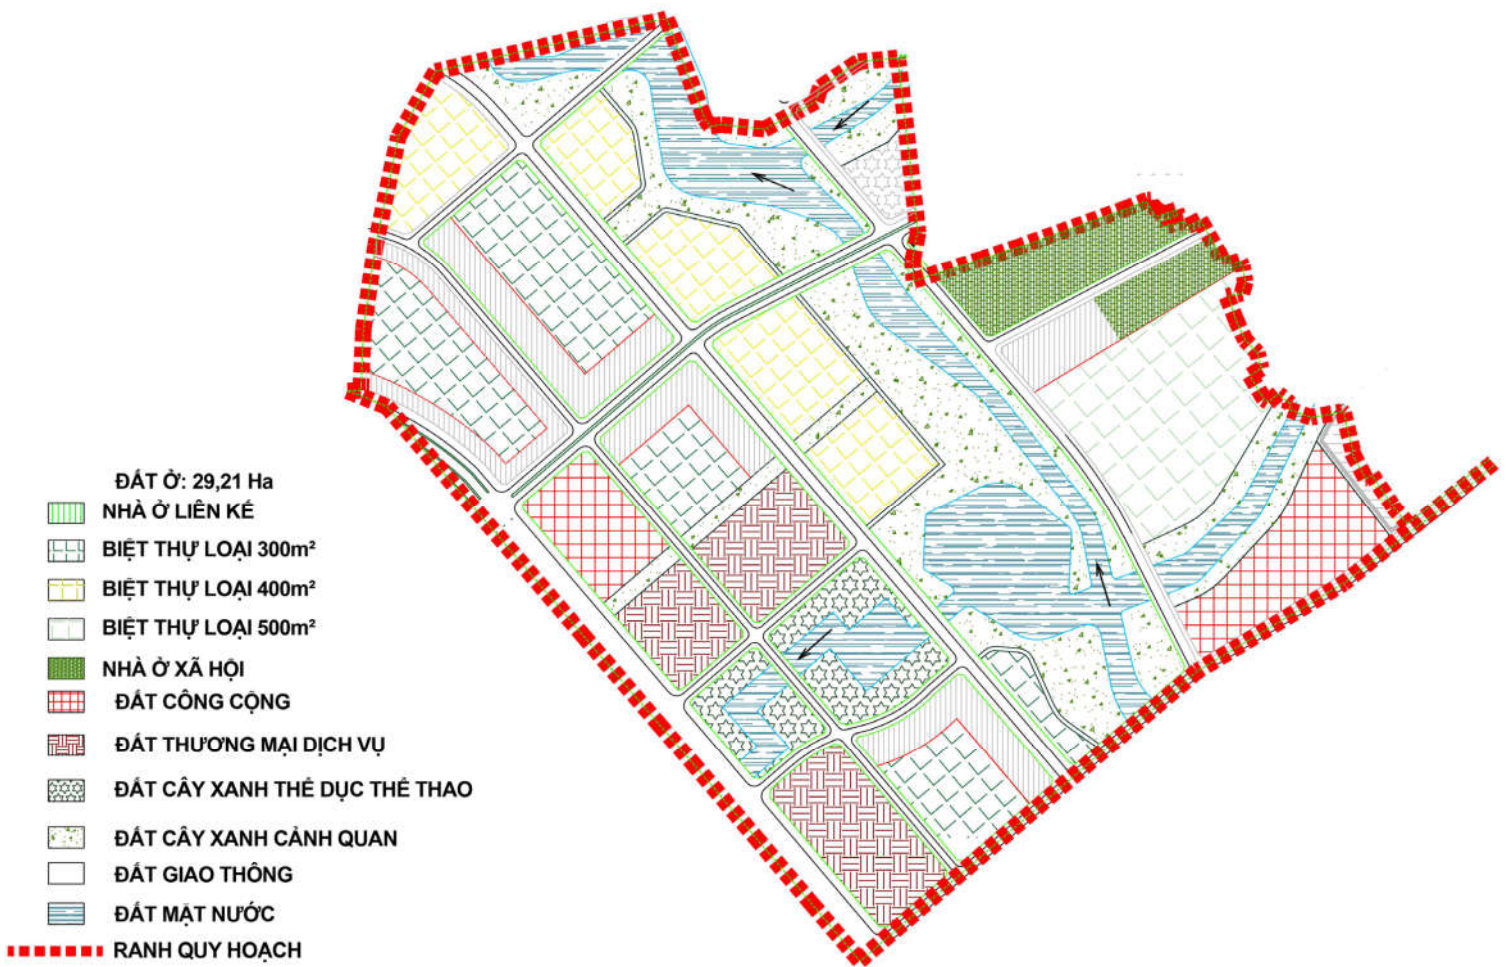 ĐẤT Ở: 29,21 Ha
NHÀ Ở LIÊN KẾ
BIỆT THỰ LOẠI 300m²
BIỆT THỰ LOẠI 400m²
BIỆT THỰ LOẠI 500m²
NHÀ Ở XÃ HỘI
ĐẤT CÔNG CỘNG
ĐẤT THƯƠNG MẠI DỊCH VỤ
ĐẤT CÂY XANH THỂ DỤC THỂ THAO
ĐẤT CÂY XANH CẢNH QUAN
ĐẤT GIAO THÔNG
ĐẤT MẶT NƯỚC
RANH QUY HOẠCH